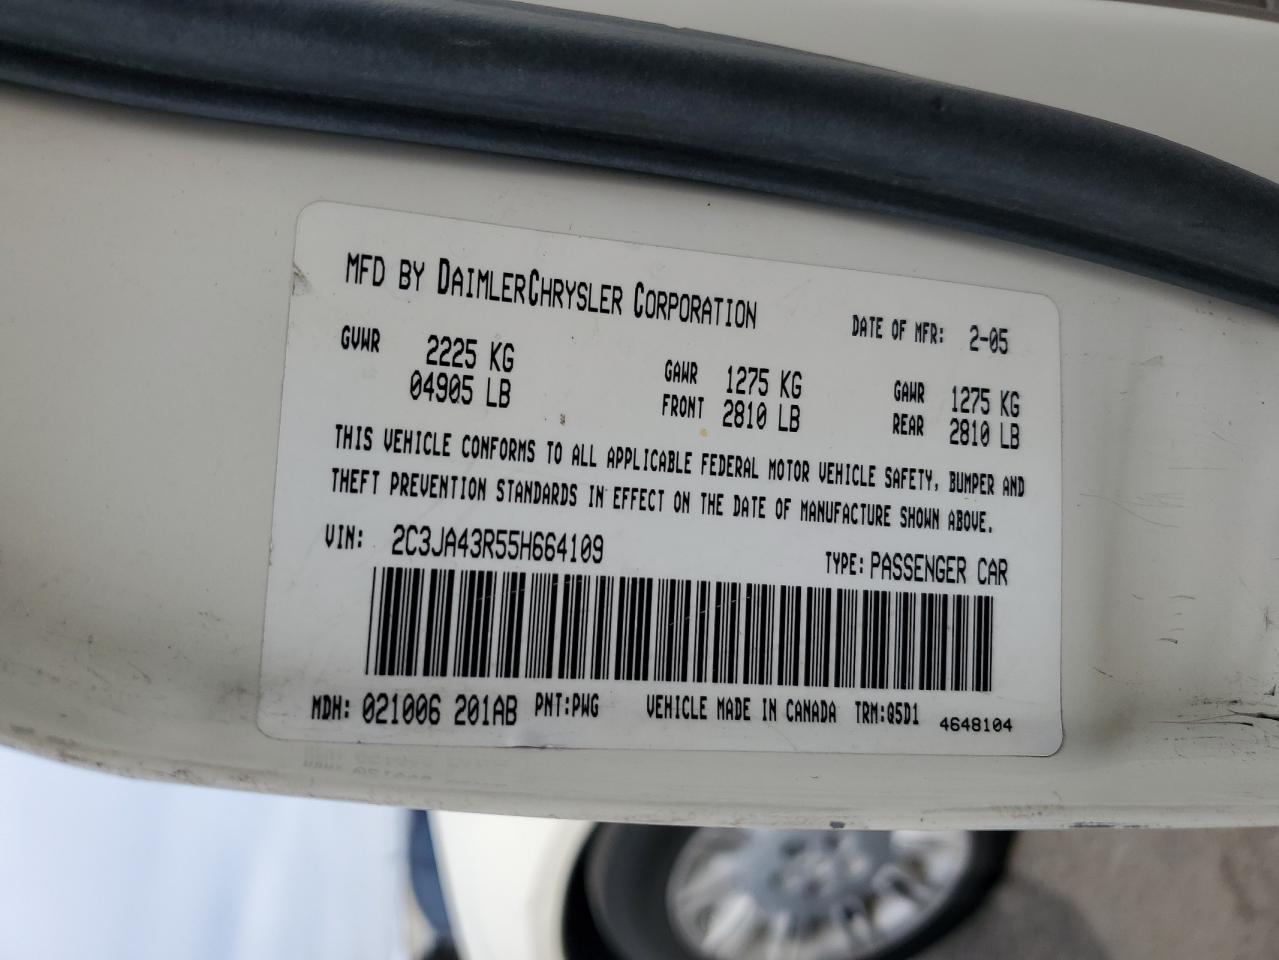 MFD BY DAIMLERCHRYSLER CORPORATION DATE OF MFR: 2-05
GVWR 2225 KG GAWR 1275 KG GAWR 1275 KG
04905 LB FRONT 2810 LB REAR 2810 LB
THIS VEHICLE CONFORMS TO ALL APPLICABLE FEDERAL MOTOR VEHICLE SAFETY, BUMPER AND
THEFT PREVENTION STANDARDS IN EFFECT ON THE DATE OF MANUFACTURE SHOWN ABOVE.
VIN: 2C3JA43R55H664109 TYPE: PASSENGER CAR
MDH: 021006 201AB PNT:PWG VEHICLE MADE IN CANADA TRM:Q5D1 4648104